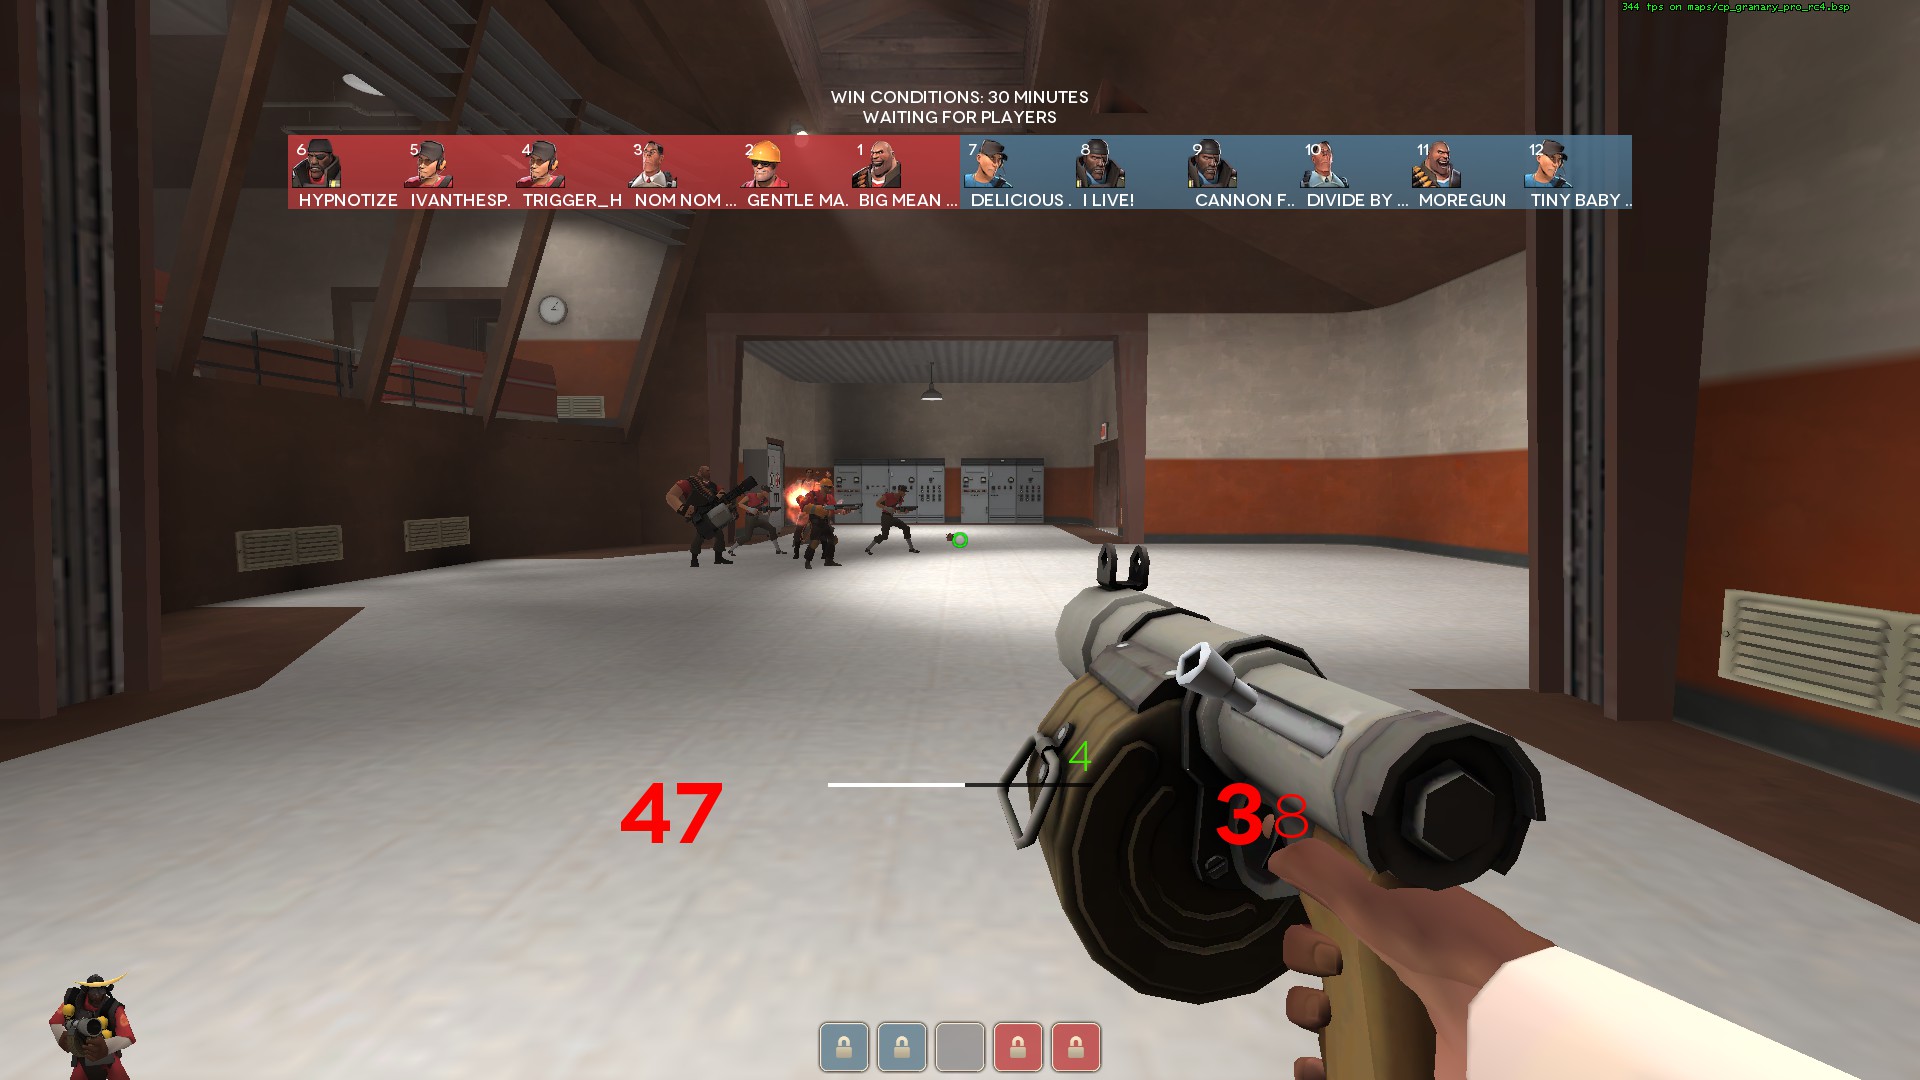 344 fps on maps/cp_granary_pro_rc4.bsp
WIN CONDITIONS: 30 MINUTES
WAITING FOR PLAYERS
6 5 4 3 2 1 7 8 9 10 11 12
HYPNOTIZE IVANTHESP. TRIGGER_H NOM NOM ... GENTLE MA. BIG MEAN ... DELICIOUS . I LIVE! CANNON F.. DIVIDE BY ... MOREGUN TINY BABY ..
4
47 3 8